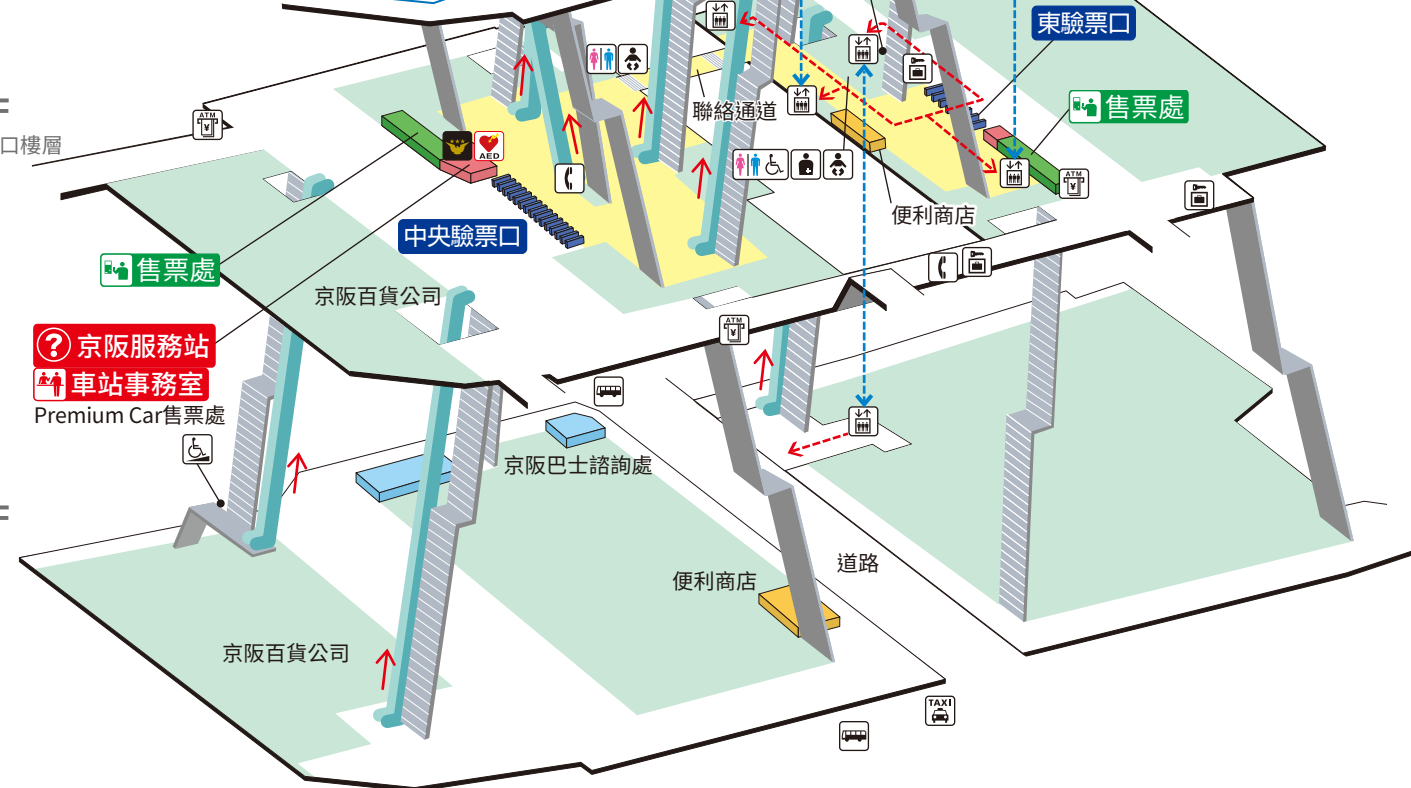 東驗票口
聯絡通道
售票處
口樓層
ATM
¥
AED
ATM
¥
便利商店
中央驗票口
售票處
京阪百貨公司
ATM
¥
?
京阪服務站
車站事務室
Premium Car售票處
京阪巴士諮詢處
道路
便利商店
京阪百貨公司
TAXI